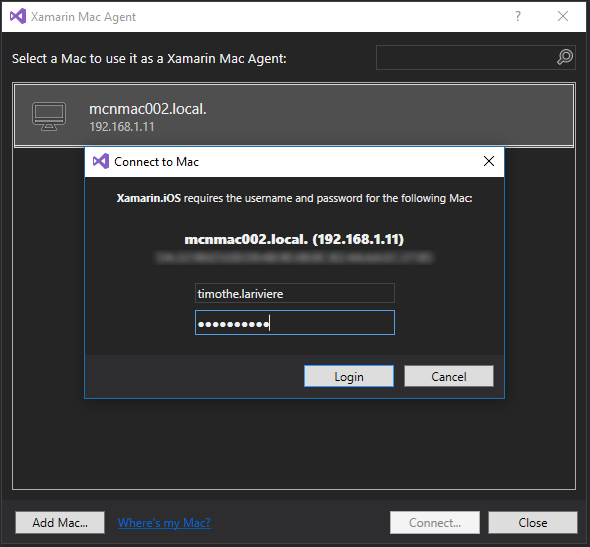 Xamarin Mac Agent
Select a Mac to use it as a Xamarin Mac Agent:
mcnmac002.local.
192.168.1.11
Connect to Mac
Xamarin.iOS requires the username and password for the following Mac:
mcnmac002.local. (192.168.1.11)
timothe.lariviere
Login
Cancel
Add Mac...
Where's my Mac?
Connect...
Close